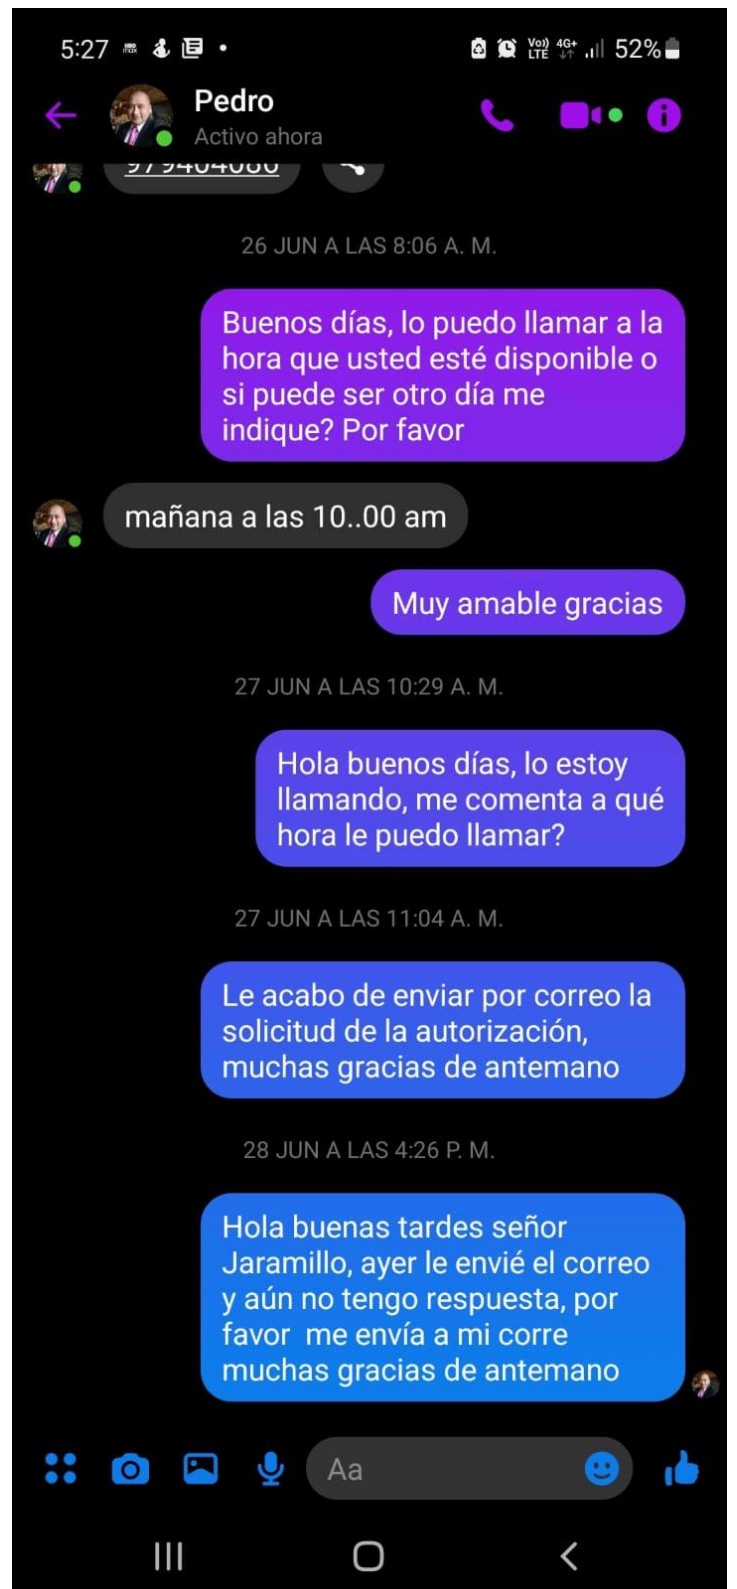 5:27
Vo)) 4G+
LTE
52%
Pedro
Activo ahora
26 JUN A LAS 8:06 A. M.
Buenos días, lo puedo llamar a la
hora que usted esté disponible o
si puede ser otro día me
indique? Por favor
mañana a las 10..00 am
Muy amable gracias
27 JUN A LAS 10:29 A. M.
Hola buenos días, lo estoy
llamando, me comenta a qué
hora le puedo llamar?
27 JUN A LAS 11:04 A. M.
Le acabo de enviar por correo la
solicitud de la autorización,
muchas gracias de antemano
28 JUN A LAS 4:26 P. M.
Hola buenas tardes señor
Jaramillo, ayer le envié el correo
y aún no tengo respuesta, por
favor  me envía a mi corre
muchas gracias de antemano
Aa